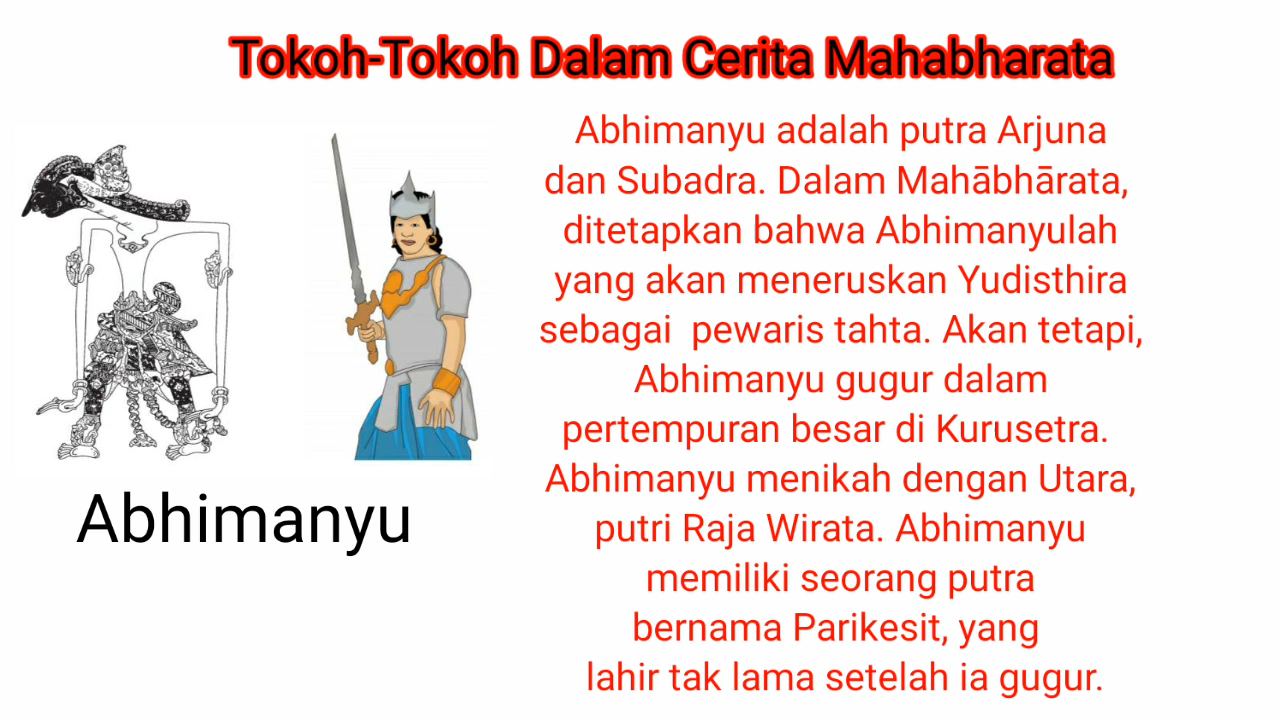 Tokoh-Tokoh Dalam Cerita Mahabharata
Abhimanyu adalah putra Arjuna
dan Subadra. Dalam Mahābhārata,
ditetapkan bahwa Abhimanyulah
yang akan meneruskan Yudisthira
sebagai pewaris tahta. Akan tetapi,
Abhimanyu gugur dalam
pertempuran besar di Kurusetra.
Abhimanyu menikah dengan Utara,
putri Raja Wirata. Abhimanyu
memiliki seorang putra
bernama Parikesit, yang
lahir tak lama setelah ia gugur.
Abhimanyu